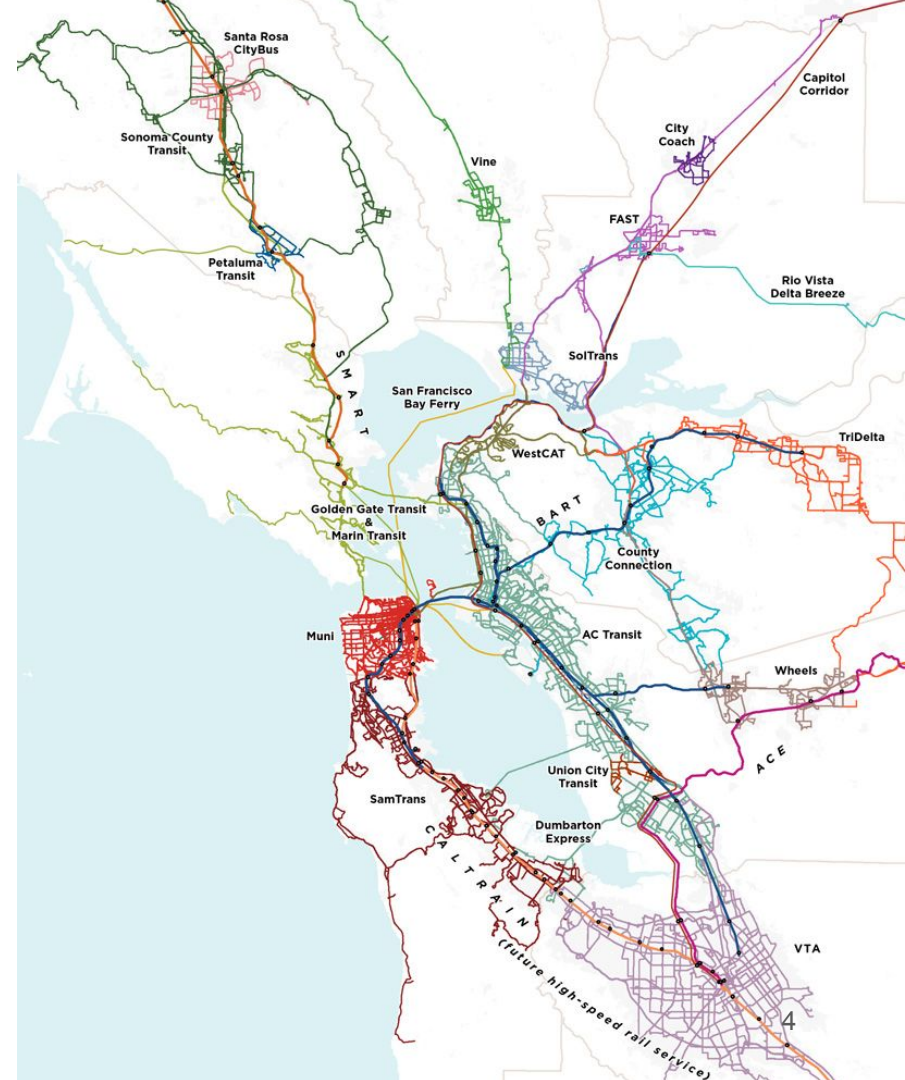 Santa Rosa
CityBus
Capitol
Corridor
City
Coach
Sonoma County
Transit
Vine
FAST
Petaluma
Transit
Rio Vista
Delta Breeze
SolTrans
SMART
San Francisco
Bay Ferry
TriDelta
WestCAT
BART
Golden Gate Transit
&
Marin Transit
County
Connection
Muni
AC Transit
Wheels
ACE
Union City
Transit
SamTrans
Dumbarton
Express
CALTRAIN
(future high-speed rail service)
VTA
4